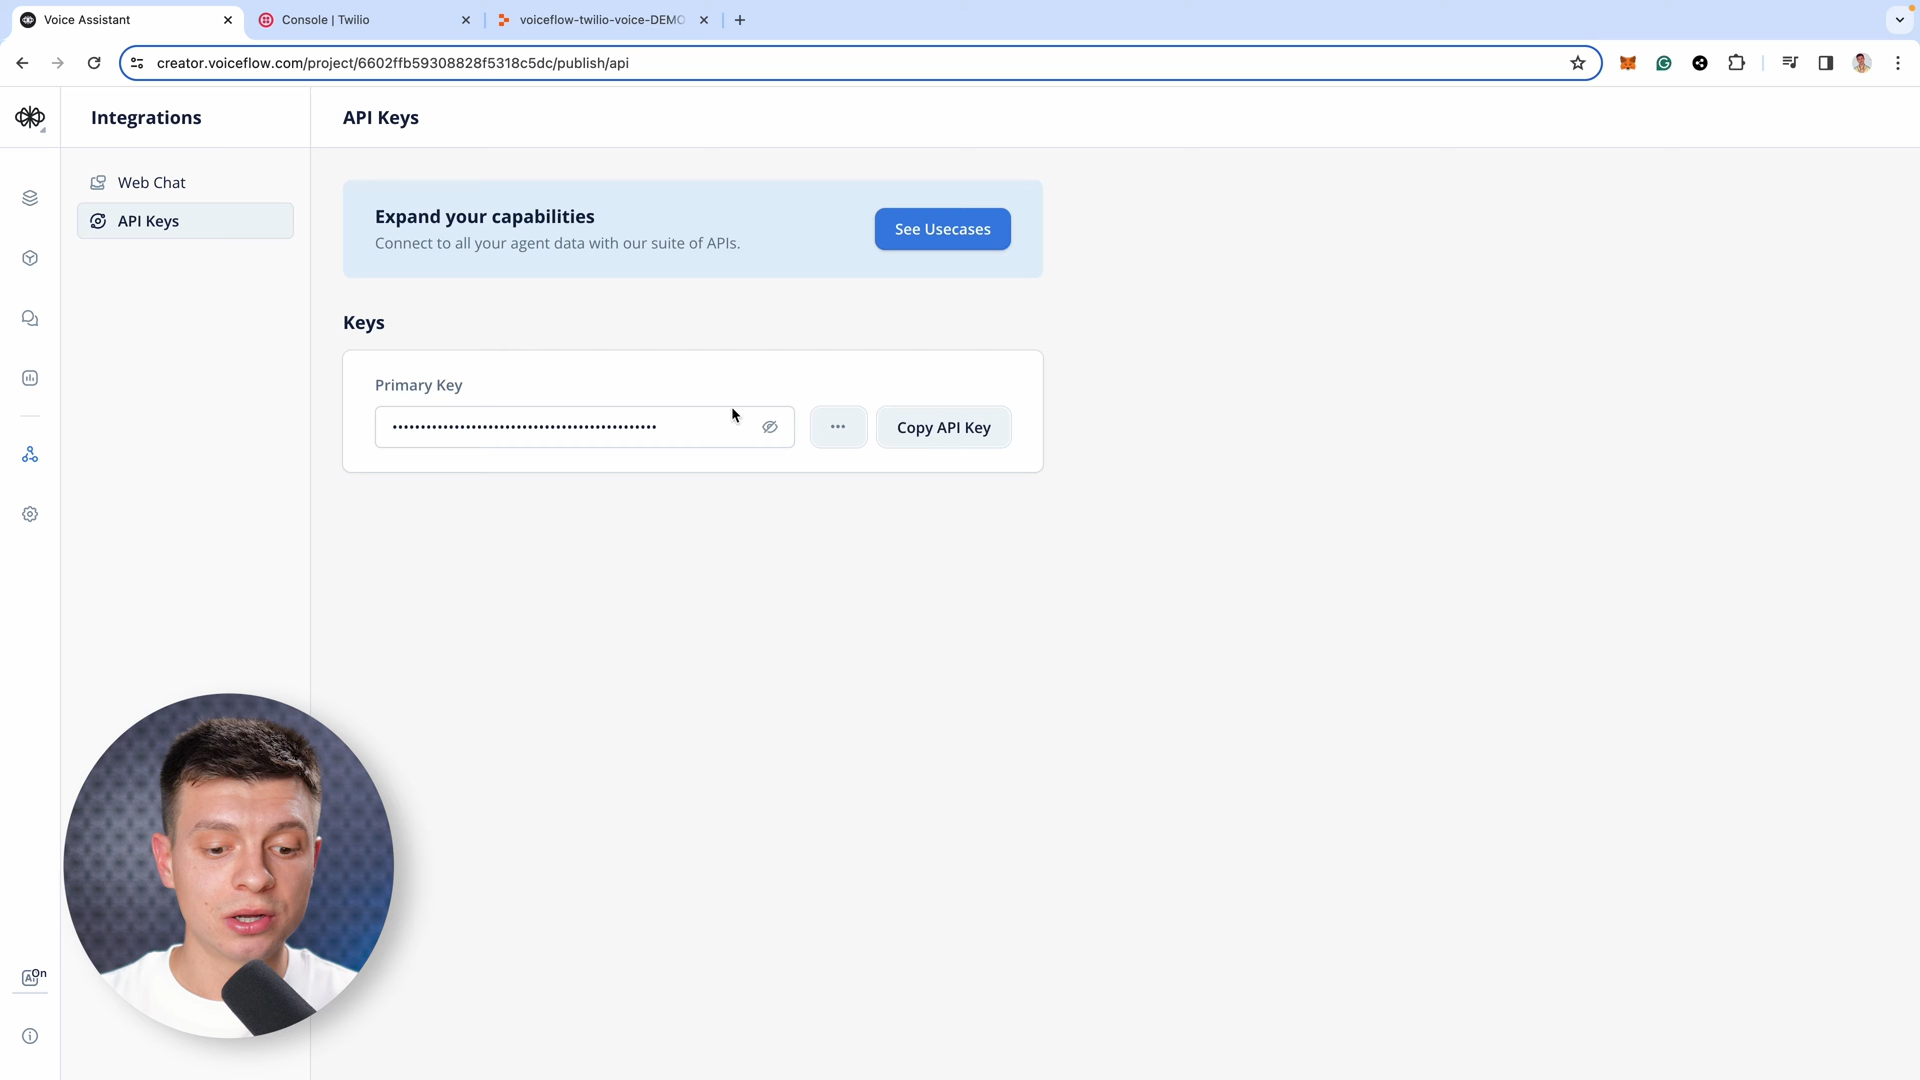 Voice Assistant
Console | Twilio
voiceflow-twilio-voice-DEMO
creator.voiceflow.com/project/6602ffb59308828f5318c5dc/publish/api
Integrations
API Keys
Web Chat
API Keys
Expand your capabilities
Connect to all your agent data with our suite of APIs.
See Usecases
Keys
Primary Key
•••
Copy API Key
AI On